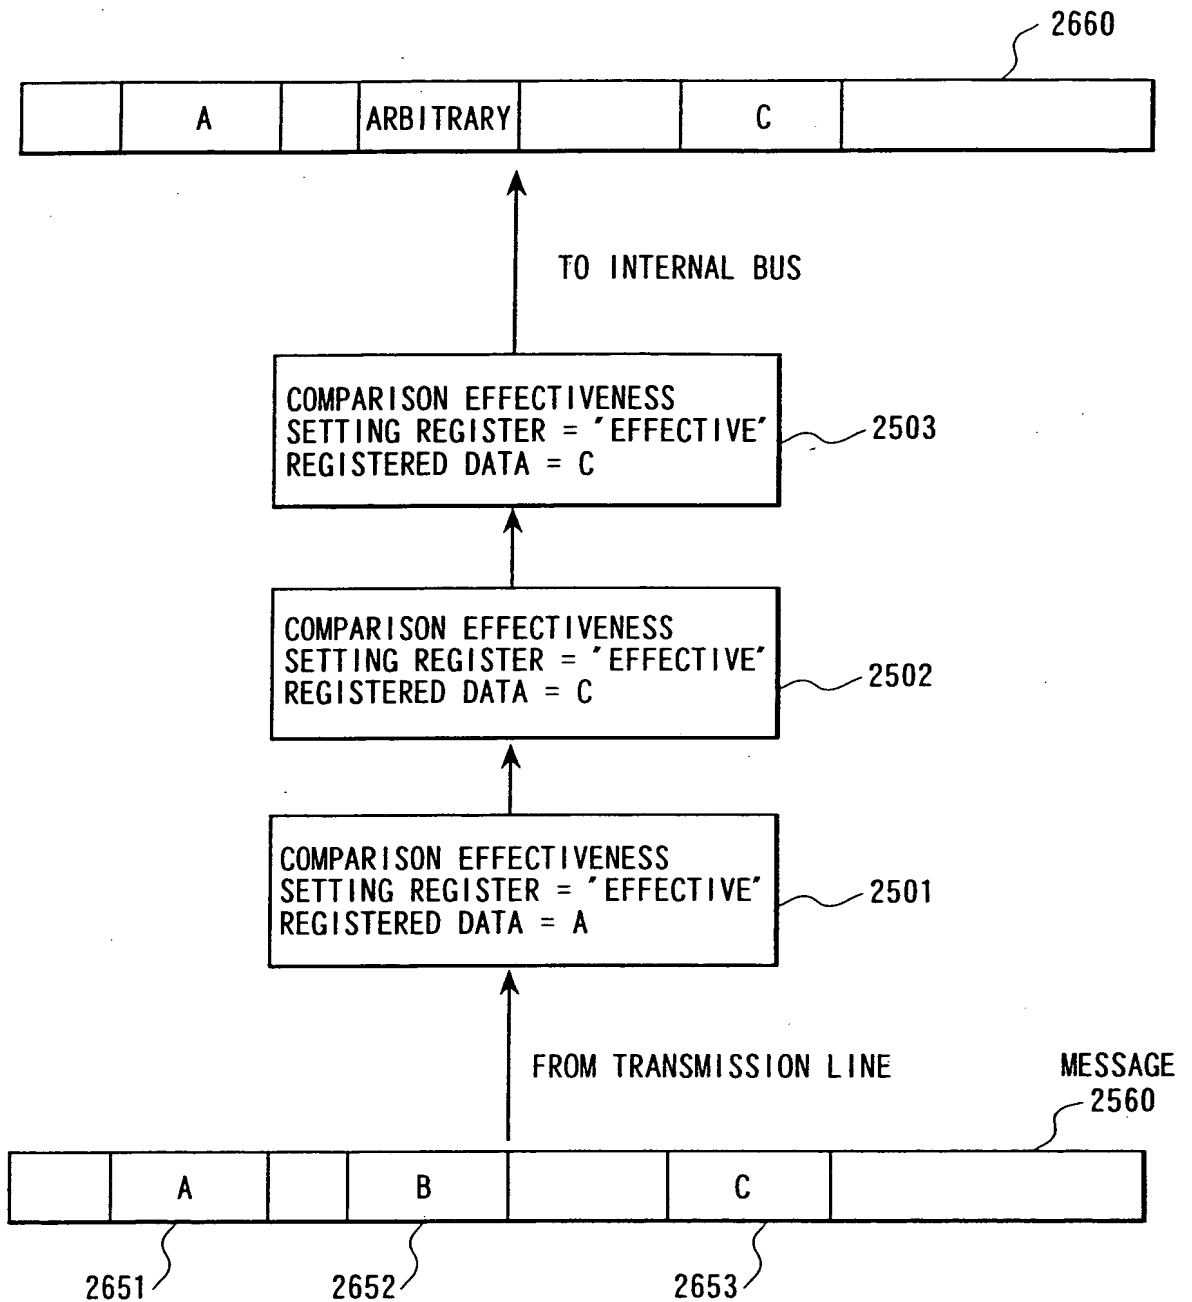 2660
A ARBITRARY C
TO INTERNAL BUS
COMPARISON EFFECTIVENESS
SETTING REGISTER = "EFFECTIVE"
REGISTERED DATA = C
2503
COMPARISON EFFECTIVENESS
SETTING REGISTER = "EFFECTIVE"
REGISTERED DATA = C
2502
COMPARISON EFFECTIVENESS
SETTING REGISTER = "EFFECTIVE"
REGISTERED DATA = A
2501
FROM TRANSMISSION LINE
MESSAGE
2560
A B C
2651 2652 2653